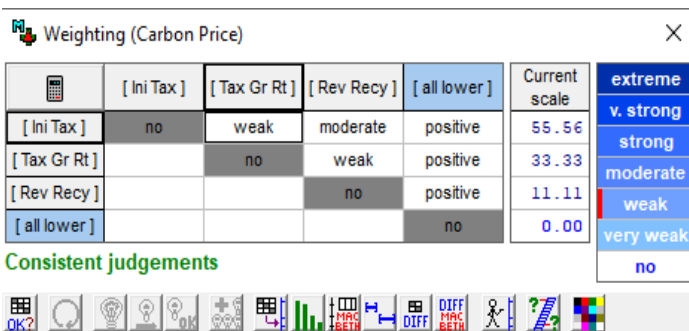 Weighting (Carbon Price)
[ Ini Tax ] [ Tax Gr Rt ] [ Rev Recy ] [ all lower ] Current scale
[ Ini Tax ] no weak moderate positive 55.56
[ Tax Gr Rt ] no weak positive 33.33
[ Rev Recy ] no positive 11.11
[ all lower ] no 0.00
extreme
v. strong
strong
moderate
weak
very weak
no
Consistent judgements
OK? OK MAC BETH DIFF DIFF MAC BETH ? ?